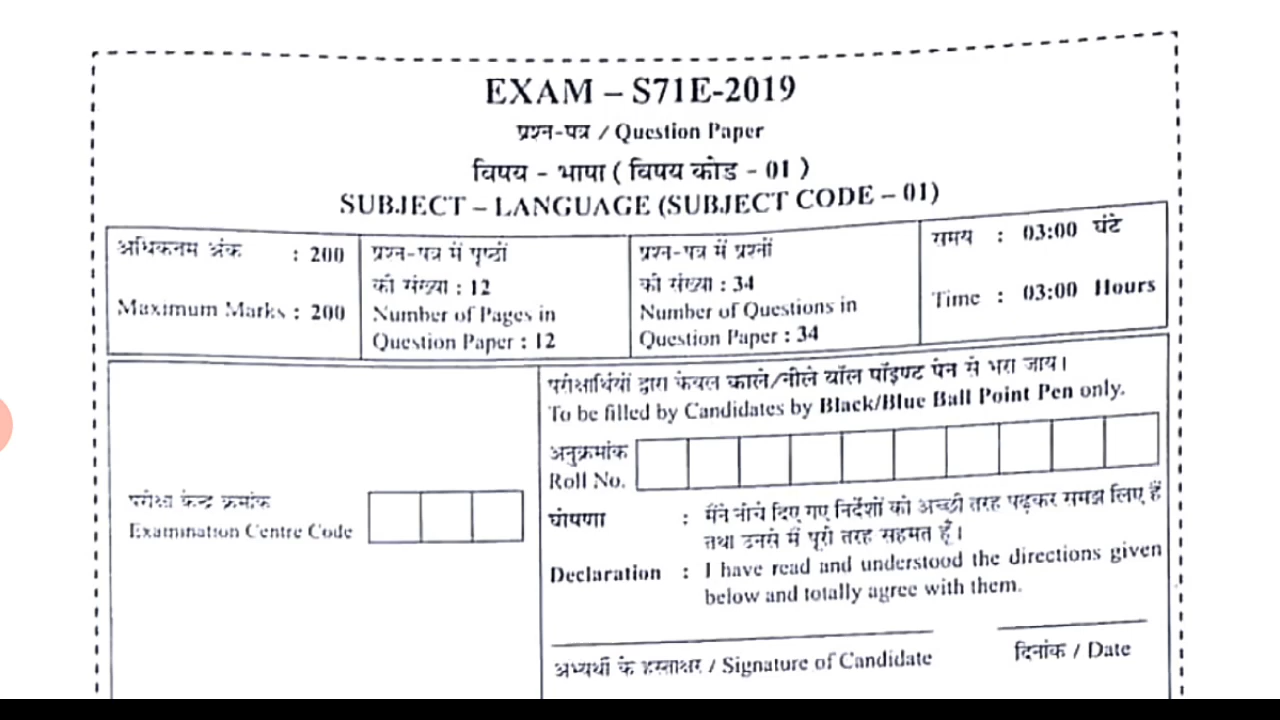 EXAM – S71E-2019
प्रश्न-पत्र / Question Paper
विषय - भाषा ( विषय कोड - 01 )
SUBJECT – LANGUAGE (SUBJECT CODE – 01)
अधिकतम अंक : 200
Maximum Marks : 200
प्रश्न-पत्र में पृष्ठों
की संख्या : 12
Number of Pages in
Question Paper : 12
प्रश्न-पत्र में प्रश्नों
की संख्या : 34
Number of Questions in
Question Paper : 34
समय : 03:00 घंटे
Time : 03:00 Hours
परीक्षा केन्द्र क्रमांक
Examination Centre Code
परीक्षार्थियों द्वारा केवल काले/नीले बॉल पॉइण्ट पेन से भरा जाय।
To be filled by Candidates by Black/Blue Ball Point Pen only.
अनुक्रमांक
Roll No.
घोषणा : मैंने नीचे दिए गए निर्देशों को अच्छी तरह पढ़कर समझ लिए हैं
तथा उनसे मैं पूरी तरह सहमत हूँ।
Declaration : I have read and understood the directions given
below and totally agree with them.
अभ्यर्थी के हस्ताक्षर / Signature of Candidate
दिनांक / Date